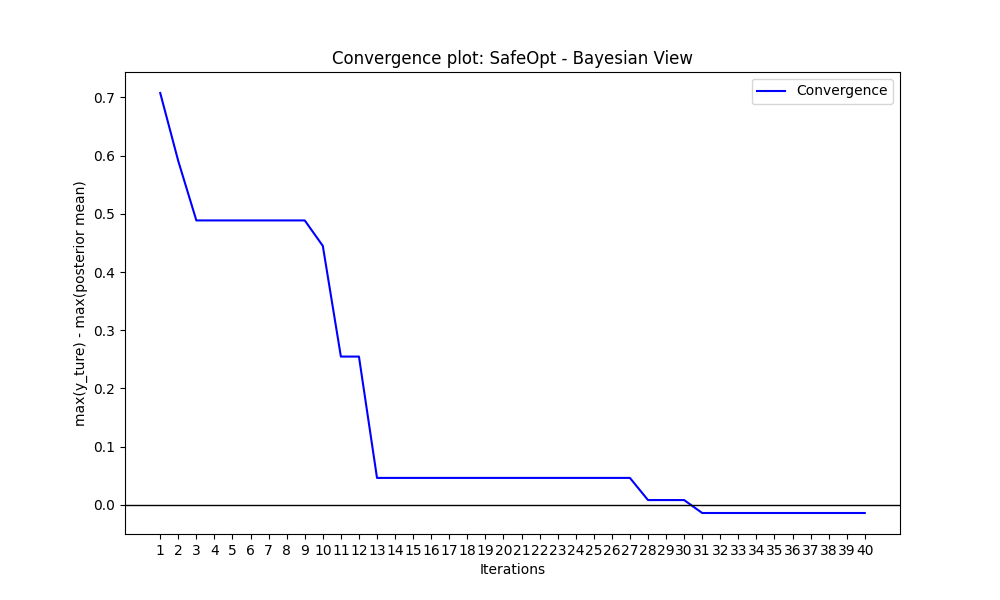 Convergence plot: SafeOpt - Bayesian View
Convergence
max(y_ture) - max(posterior mean)
0.7
0.6
0.5
0.4
0.3
0.2
0.1
0.0
1 2 3 4 5 6 7 8 9 10 11 12 13 14 15 16 17 18 19 20 21 22 23 24 25 26 27 28 29 30 31 32 33 34 35 36 37 38 39 40
Iterations